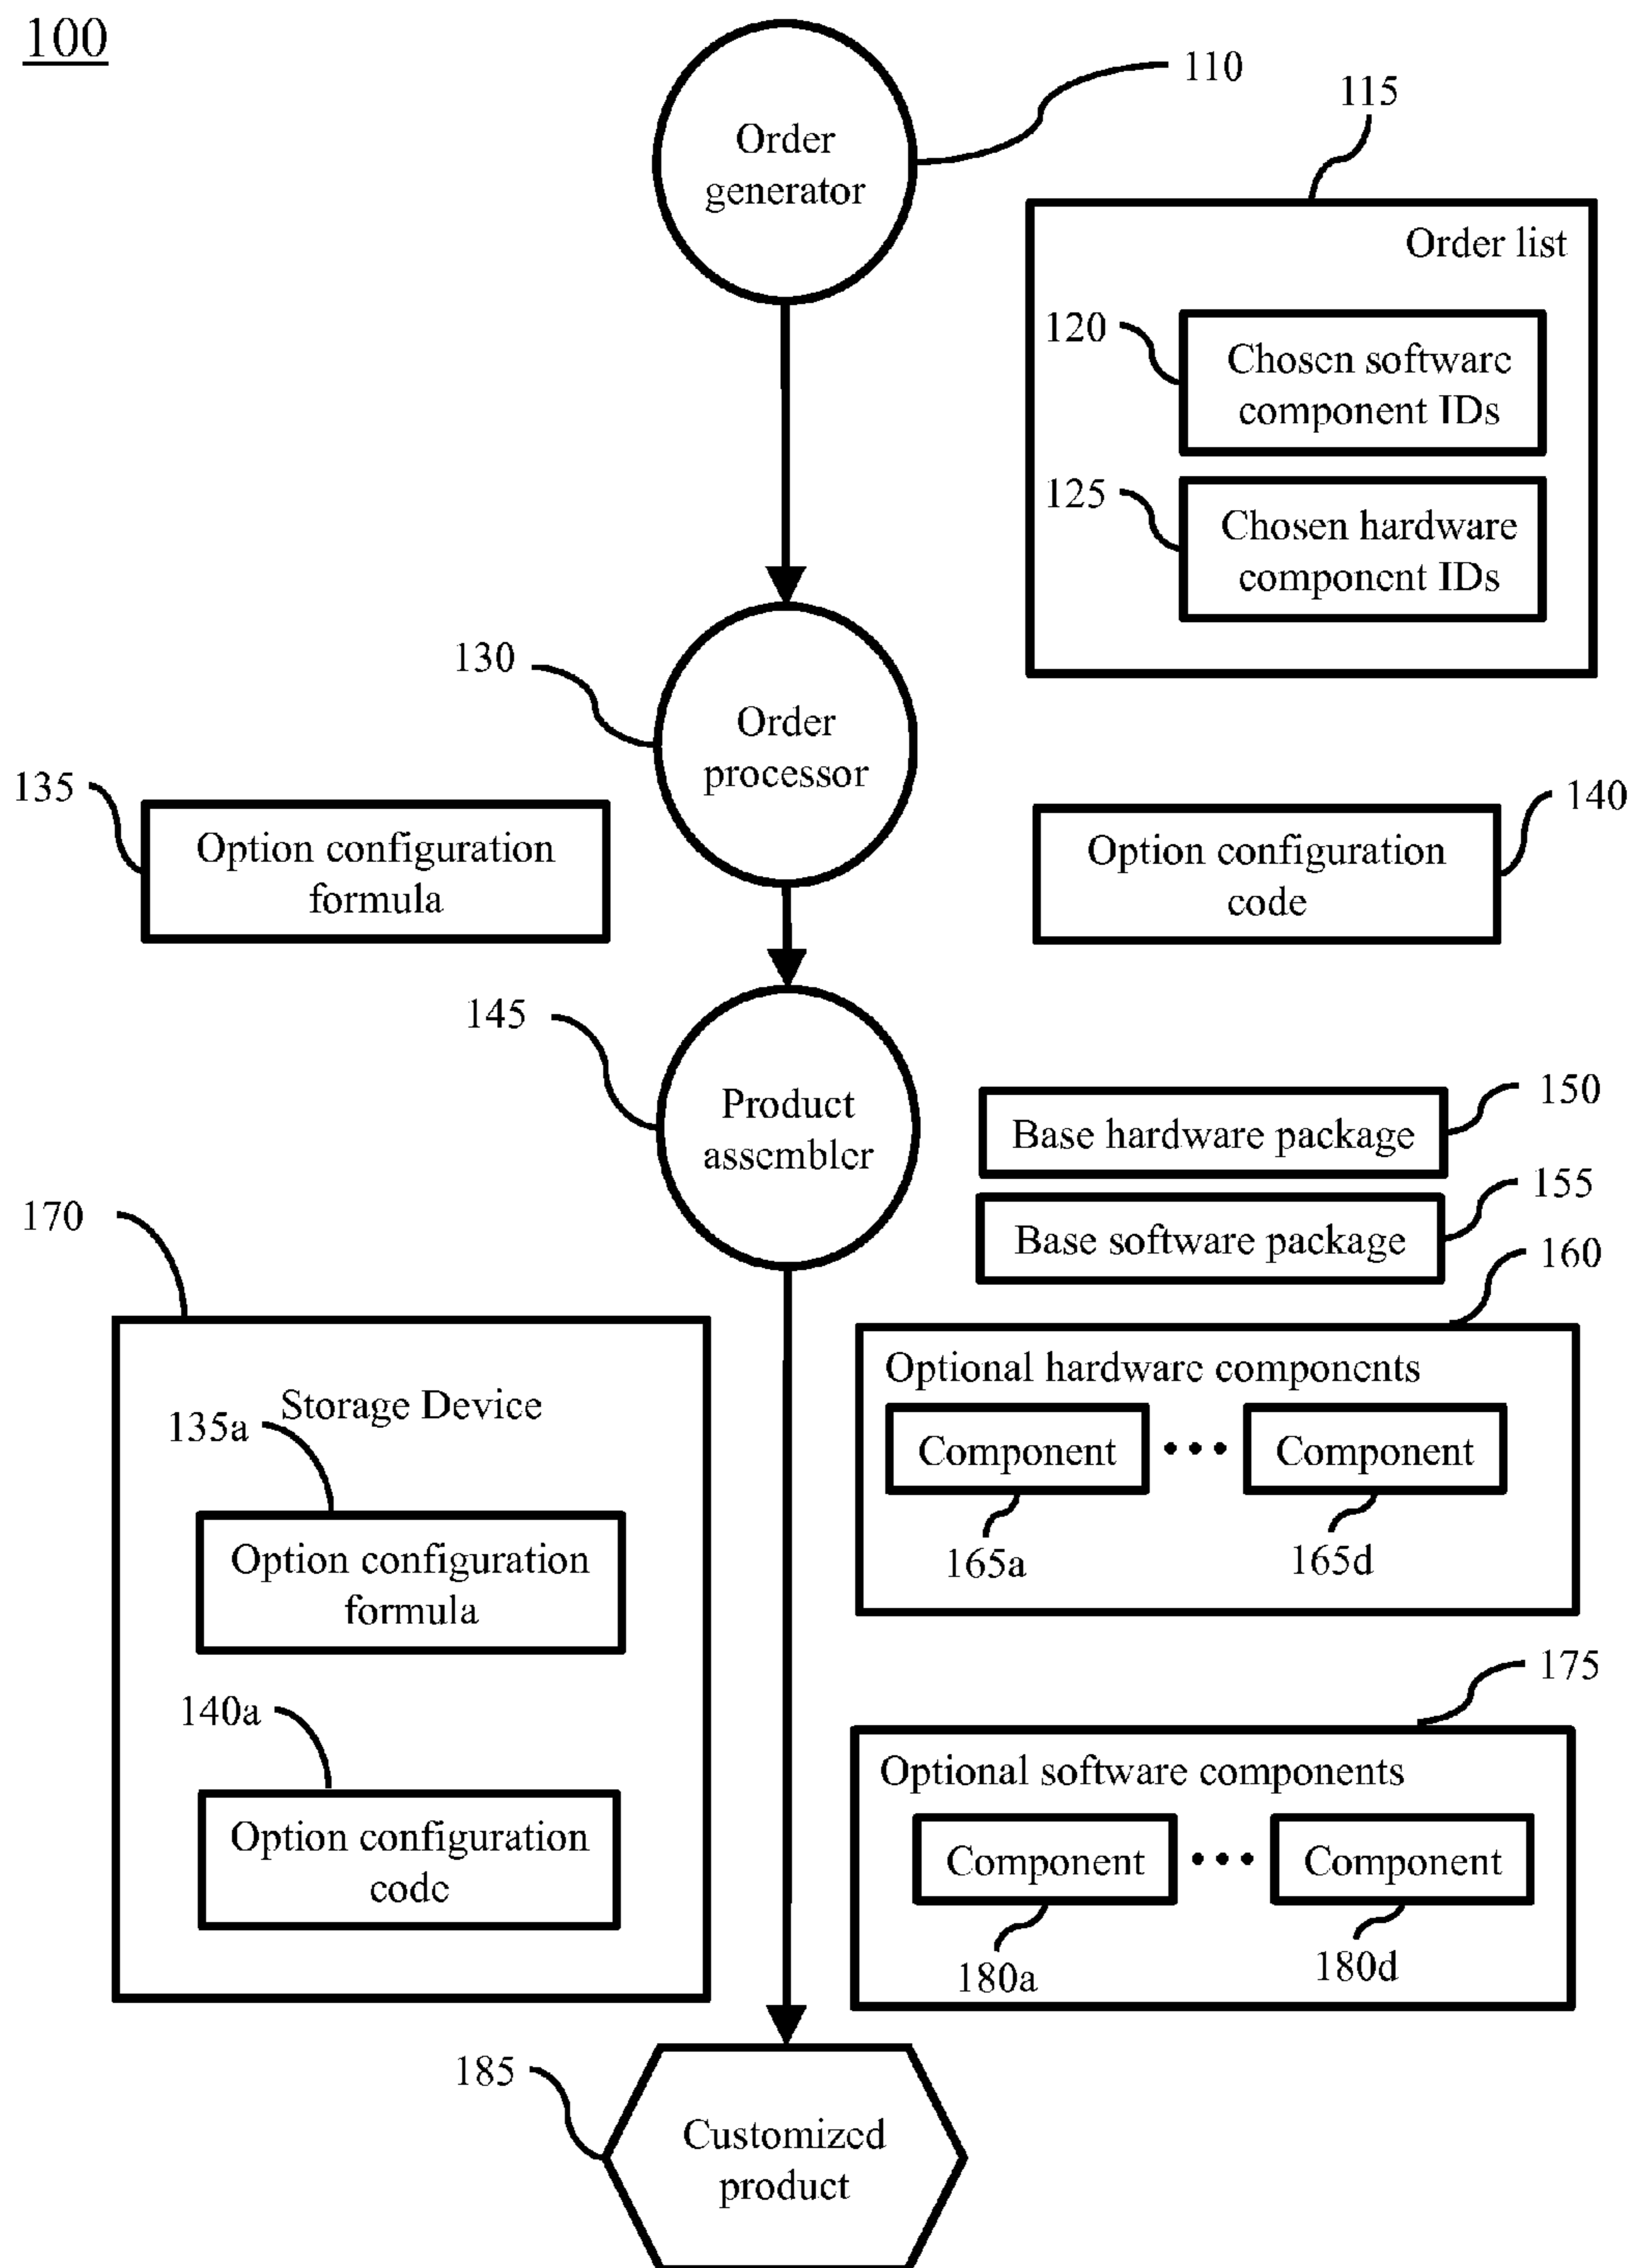 100
110
Order
generator
115
Order list
120
Chosen software
component IDs
125
Chosen hardware
component IDs
130
Order
processor
135
Option configuration
formula
140
Option configuration
code
145
Product
assembler
150
Base hardware package
155
Base software package
160
Optional hardware components
Component ••• Component
165a
165d
170
Storage Device
135a
Option configuration
formula
140a
Option configuration
code
175
Optional software components
Component ••• Component
180a
180d
185
Customized
product